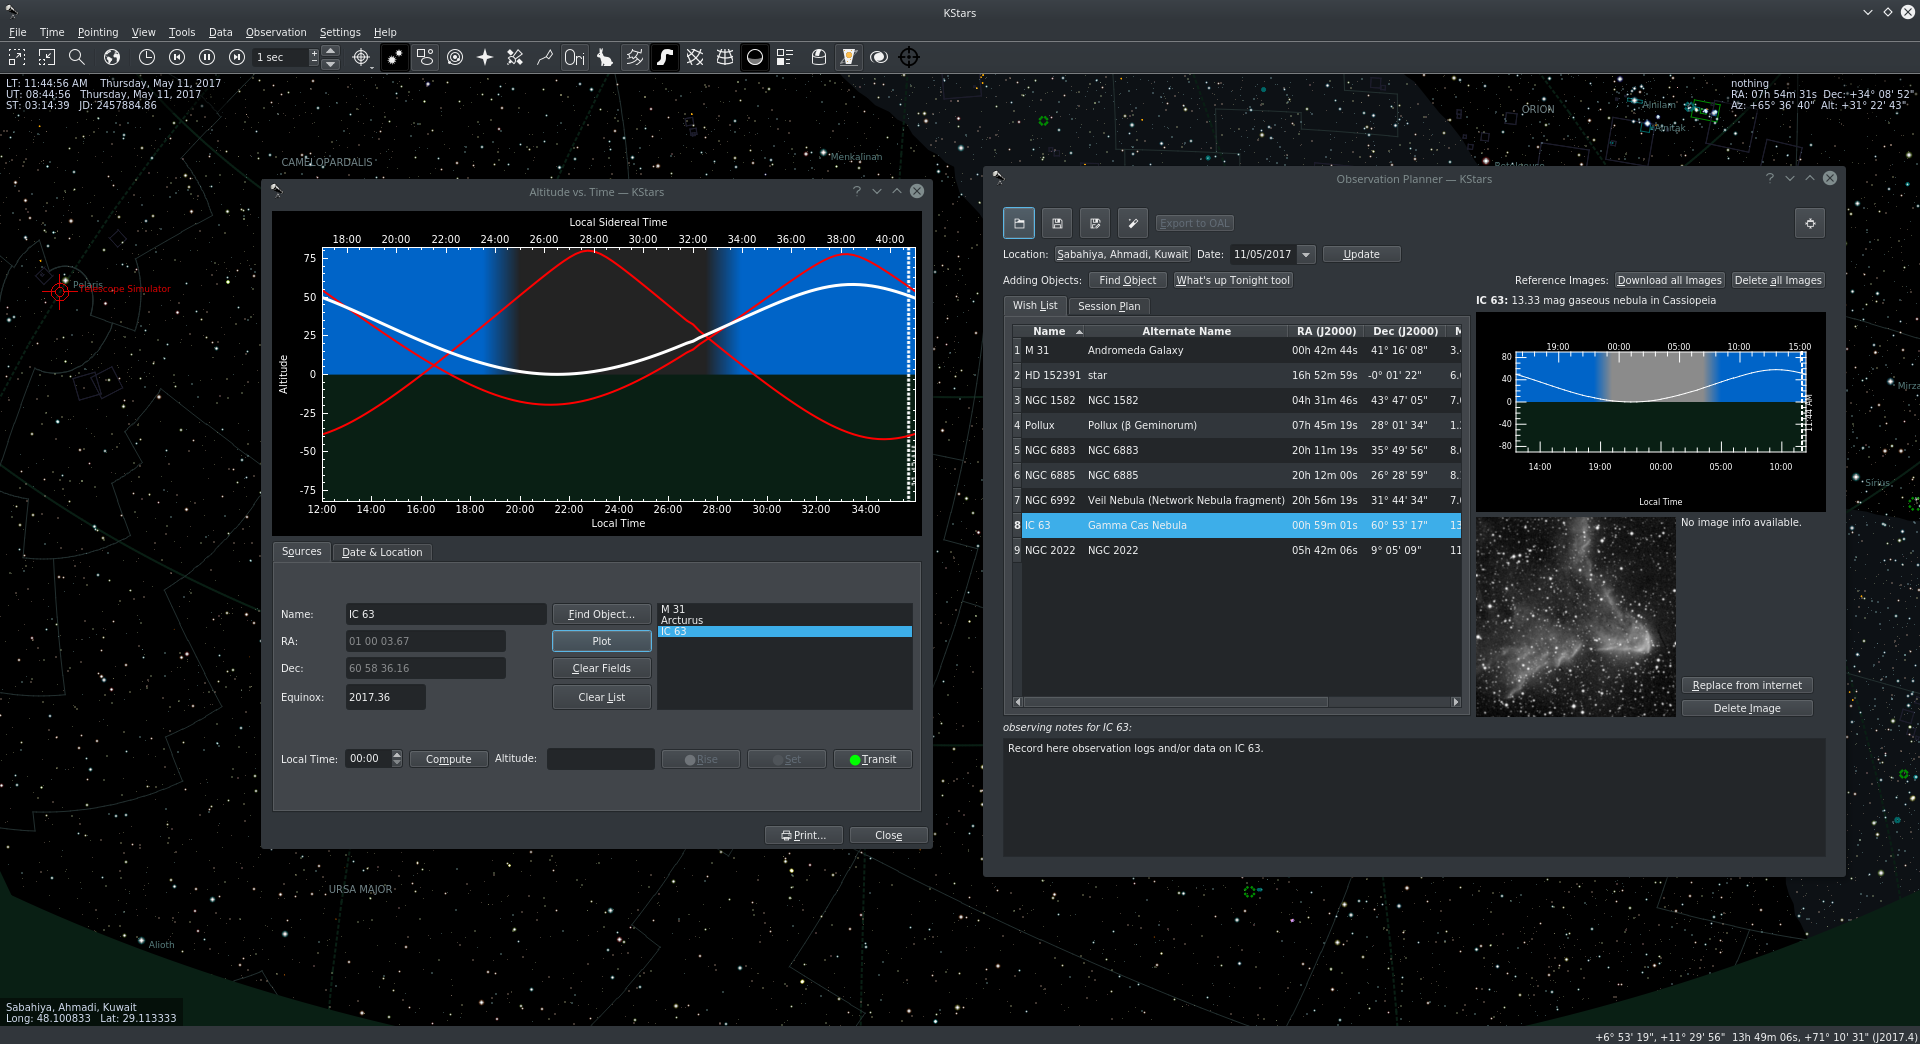 KStars
File Time Pointing View Tools Data Observation Settings Help
1 sec
Ori
LT: 11:44:56 AM Thursday, May 11, 2017
UT: 08:44:56 Thursday, May 11, 2017
ST: 03:14:39 JD: 2457884.86
nothing
RA: 07h 54m 31s Dec: +34° 08' 52"
Az: +65° 36' 40" Alt: +31° 22' 43"
ORION
Alnilam
Alnitak
CAMELOPARDALIS
Menkalinan
Polaris
Telescope Simulator
Sirius
URSA MAJOR
Alioth
Altitude vs. Time — KStars
Local Sidereal Time
18:00 20:00 22:00 24:00 26:00 28:00 30:00 32:00 34:00 36:00 38:00 40:00
Altitude
75
50
25
0
-25
-50
-75
12:00 14:00 16:00 18:00 20:00 22:00 24:00 26:00 28:00 30:00 32:00 34:00
Local Time
Sources Date & Location
Name: IC 63 Find Object...
RA: 01 00 03.67 Plot
Dec: 60 58 36.16 Clear Fields
Equinox: 2017.36 Clear List
M 31
Arcturus
IC 63
Local Time: 00:00 Compute Altitude: Rise Set Transit
Print... Close
Observation Planner — KStars
Export to OAL
Location: Sabahiya, Ahmadi, Kuwait Date: 11/05/2017 Update
Adding Objects: Find Object What's up Tonight tool
Reference Images: Download all Images Delete all Images
Wish List Session Plan
Name Alternate Name RA (J2000) Dec (J2000)
1 M 31 Andromeda Galaxy 00h 42m 44s 41° 16' 08" 3.
2 HD 152391 star 16h 52m 59s -0° 01' 22" 6.
3 NGC 1582 NGC 1582 04h 31m 46s 43° 47' 05" 7.
4 Pollux Pollux (β Geminorum) 07h 45m 19s 28° 01' 34" 1.
5 NGC 6883 NGC 6883 20h 11m 19s 35° 49' 56" 8.
6 NGC 6885 NGC 6885 20h 12m 00s 26° 28' 59" 8.
7 NGC 6992 Veil Nebula (Network Nebula fragment) 20h 56m 19s 31° 44' 34" 7.
8 IC 63 Gamma Cas Nebula 00h 59m 01s 60° 53' 17" 13
9 NGC 2022 NGC 2022 05h 42m 06s 9° 05' 09" 11
IC 63: 13.33 mag gaseous nebula in Cassiopeia
19:00 00:00 05:00 10:00 15:00
80
40
0
-40
-80
11:44 AM
14:00 19:00 00:00 05:00 10:00
Local Time
No image info available.
Replace from internet
Delete Image
observing notes for IC 63:
Record here observation logs and/or data on IC 63.
Sabahiya, Ahmadi, Kuwait
Long: 48.100833 Lat: 29.113333
+6° 53' 19", +11° 29' 56" 13h 49m 06s, +71° 10' 31" (J2017.4)